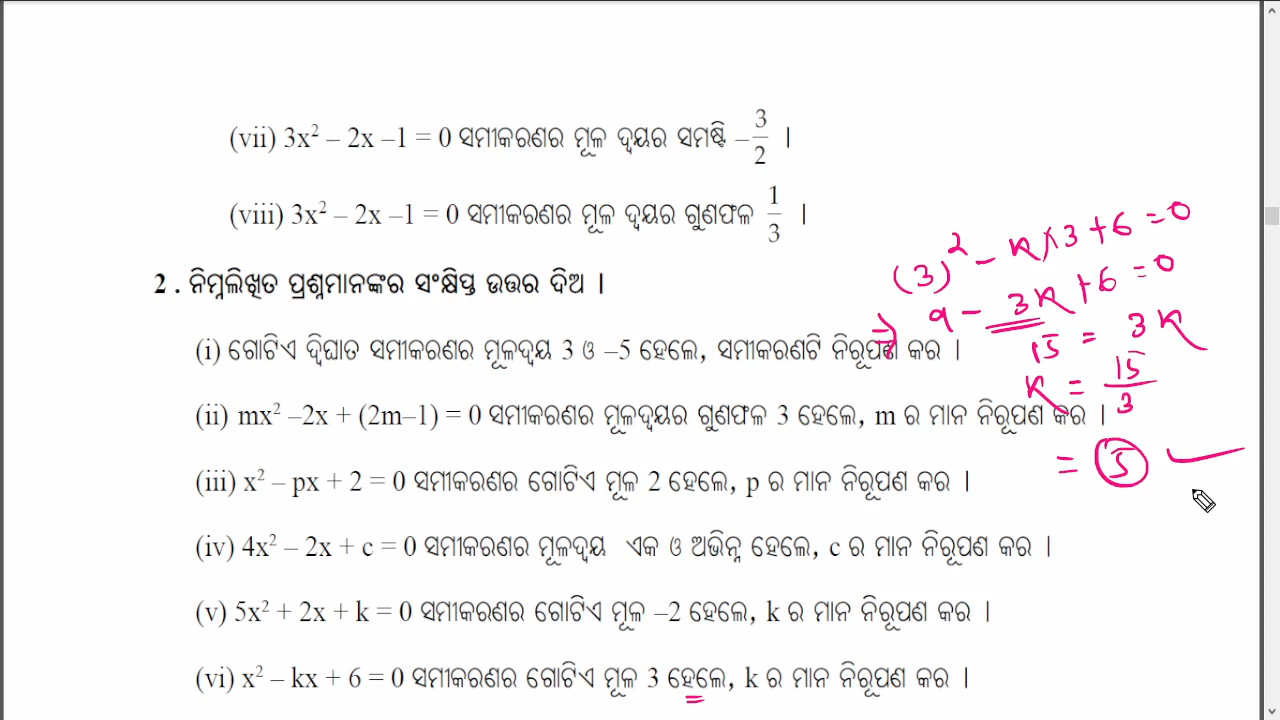 (vii) 3x² – 2x –1 = 0 ସମୀକରଣର ମୂଳ ଦ୍ୱୟର ସମଷ୍ଟି –3/2 ।
(viii) 3x² – 2x –1 = 0 ସମୀକରଣର ମୂଳ ଦ୍ୱୟର ଗୁଣଫଳ 1/3 ।
2 . ନିମ୍ନଲିଖିତ ପ୍ରଶ୍ନମାନଙ୍କର ସଂକ୍ଷିପ୍ତ ଉତ୍ତର ଦିଅ ।
(i) ଗୋଟିଏ ଦ୍ୱିଘାତ ସମୀକରଣର ମୂଳଦ୍ୱୟ 3 ଓ –5 ହେଲେ, ସମୀକରଣଟି ନିରୂପଣ କର ।
(ii) mx² –2x + (2m–1) = 0 ସମୀକରଣର ମୂଳଦ୍ୱୟର ଗୁଣଫଳ 3 ହେଲେ, m ର ମାନ ନିରୂପଣ କର ।
(iii) x² – px + 2 = 0 ସମୀକରଣର ଗୋଟିଏ ମୂଳ 2 ହେଲେ, p ର ମାନ ନିରୂପଣ କର ।
(iv) 4x² – 2x + c = 0 ସମୀକରଣର ମୂଳଦ୍ୱୟ ଏକ ଓ ଅଭିନ୍ନ ହେଲେ, c ର ମାନ ନିରୂପଣ କର ।
(v) 5x² + 2x + k = 0 ସମୀକରଣର ଗୋଟିଏ ମୂଳ –2 ହେଲେ, k ର ମାନ ନିରୂପଣ କର ।
(vi) x² – kx + 6 = 0 ସମୀକରଣର ଗୋଟିଏ ମୂଳ 3 ହେଲେ, k ର ମାନ ନିରୂପଣ କର ।
(3)² – k×3 + 6 = 0
⇒ 9 – 3k + 6 = 0
15 = 3k
k = 15/3
= 5